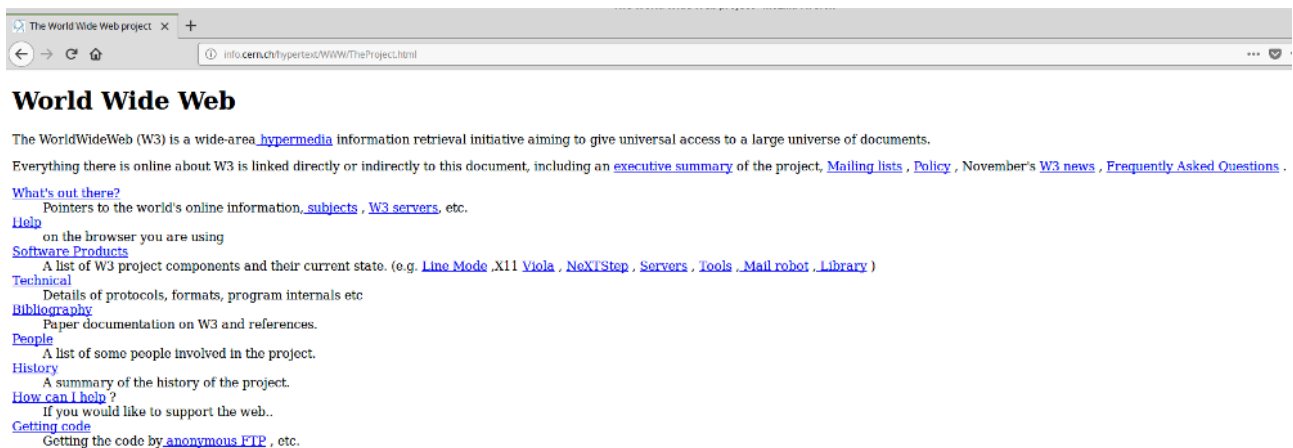 The World Wide Web project
info.cern.ch/hypertext/WWW/TheProject.html
World Wide Web
The WorldWideWeb (W3) is a wide-area hypermedia information retrieval initiative aiming to give universal access to a large universe of documents.
Everything there is online about W3 is linked directly or indirectly to this document, including an executive summary of the project, Mailing lists , Policy , November's W3 news , Frequently Asked Questions .
What's out there?
Pointers to the world's online information, subjects , W3 servers, etc.
Help
on the browser you are using
Software Products
A list of W3 project components and their current state. (e.g. Line Mode ,X11 Viola , NeXTStep , Servers , Tools , Mail robot , Library )
Technical
Details of protocols, formats, program internals etc
Bibliography
Paper documentation on W3 and references.
People
A list of some people involved in the project.
History
A summary of the history of the project.
How can I help ?
If you would like to support the web..
Getting code
Getting the code by anonymous FTP , etc.